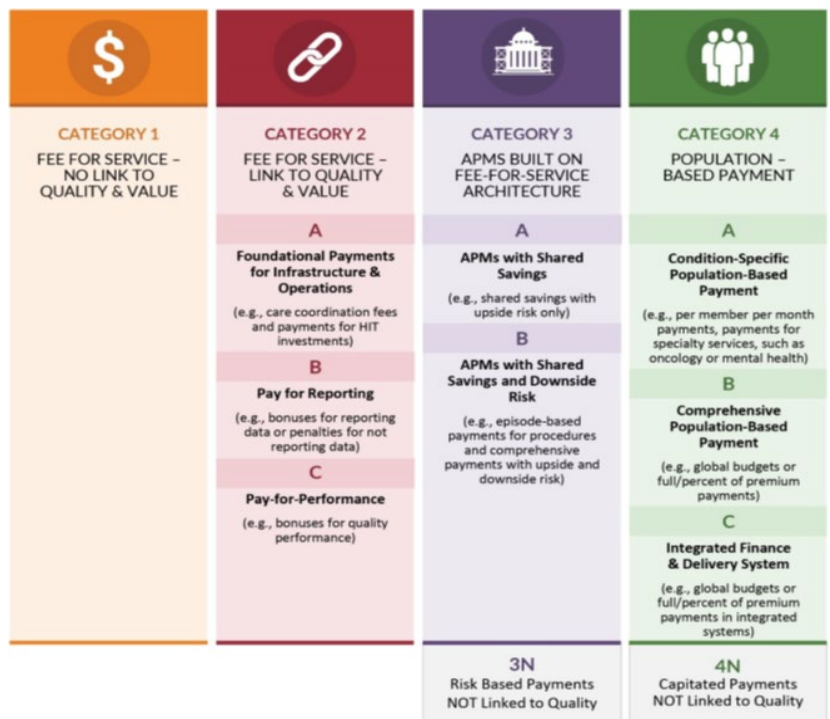 $
CATEGORY 1
FEE FOR SERVICE –
NO LINK TO
QUALITY & VALUE
CATEGORY 2
FEE FOR SERVICE –
LINK TO QUALITY
& VALUE
A
Foundational Payments
for Infrastructure &
Operations
(e.g., care coordination fees
and payments for HIT
investments)
B
Pay for Reporting
(e.g., bonuses for reporting
data or penalties for not
reporting data)
C
Pay-for-Performance
(e.g., bonuses for quality
performance)
CATEGORY 3
APMS BUILT ON
FEE-FOR-SERVICE
ARCHITECTURE
A
APMs with Shared
Savings
(e.g., shared savings with
upside risk only)
B
APMs with Shared
Savings and Downside
Risk
(e.g., episode-based
payments for procedures
and comprehensive
payments with upside and
downside risk)
3N
Risk Based Payments
NOT Linked to Quality
CATEGORY 4
POPULATION –
BASED PAYMENT
A
Condition-Specific
Population-Based
Payment
(e.g., per member per month
payments, payments for
specialty services, such as
oncology or mental health)
B
Comprehensive
Population-Based
Payment
(e.g., global budgets or
full/percent of premium
payments)
C
Integrated Finance
& Delivery System
(e.g., global budgets or
full/percent of premium
payments in integrated
systems)
4N
Capitated Payments
NOT Linked to Quality